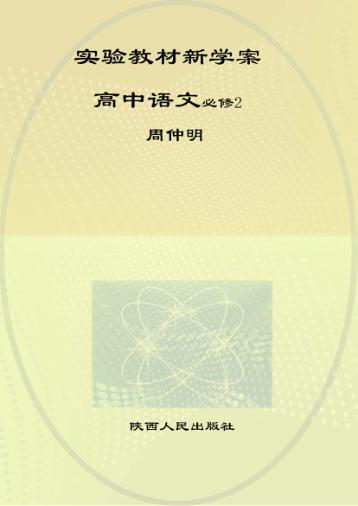 实验教材新学案
高中语文必修2
周仲明
陕西人民出版社